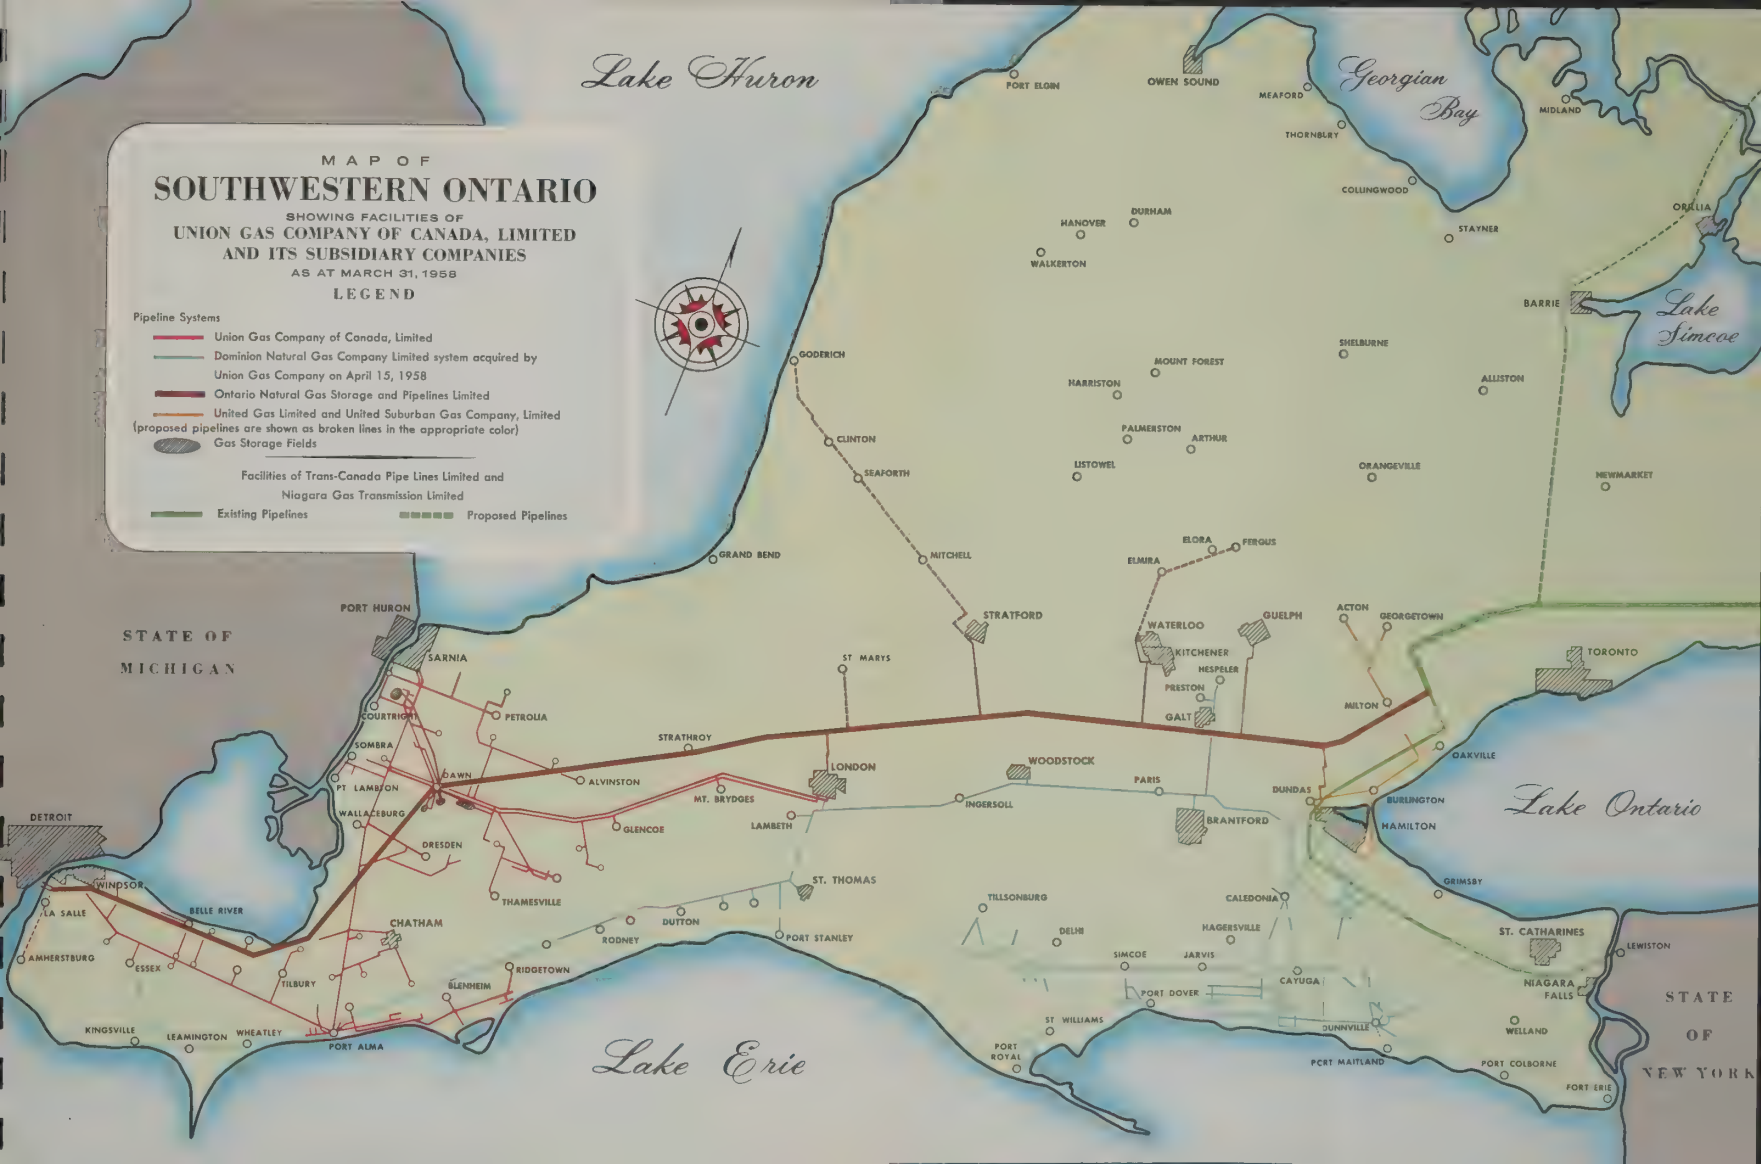 Lake Huron
Georgian
Bay
PORT ELGIN
OWEN SOUND
MEAFORD
THORNBURY
MIDLAND
COLLINGWOOD
ORILLIA
STAYNER
MAP OF
SOUTHWESTERN ONTARIO
SHOWING FACILITIES OF
UNION GAS COMPANY OF CANADA, LIMITED
AND ITS SUBSIDIARY COMPANIES
AS AT MARCH 31, 1958
LEGEND
Pipeline Systems
Union Gas Company of Canada, Limited
Dominion Natural Gas Company Limited system acquired by
Union Gas Company on April 15, 1958
Ontario Natural Gas Storage and Pipelines Limited
United Gas Limited and United Suburban Gas Company, Limited
(proposed pipelines are shown as broken lines in the appropriate color)
Gas Storage Fields
Facilities of Trans-Canada Pipe Lines Limited and
Niagara Gas Transmission Limited
Existing Pipelines
Proposed Pipelines
DURHAM
HANOVER
WALKERTON
BARRIE
Lake
Simcoe
GODERICH
SHELBURNE
MOUNT FOREST
HARRISTON
ALLISTON
PALMERSTON
ARTHUR
CLINTON
LISTOWEL
ORANGEVILLE
SEAFORTH
NEWMARKET
GRAND BEND
MITCHELL
ELORA
FERGUS
ELMIRA
PORT HURON
STATE OF
MICHIGAN
SARNIA
STRATFORD
WATERLOO
KITCHENER
GUELPH
ACTON
GEORGETOWN
ST MARYS
HESPELER
PRESTON
GALT
MILTON
TORONTO
COURTRIGHT
PETROLIA
SOMBRA
STRATHROY
OAKVILLE
DAWN
PT LAMBTON
ALVINSTON
LONDON
WOODSTOCK
PARIS
DUNDAS
BURLINGTON
Lake Ontario
MT. BRYDGES
INGERSOLL
WALLACEBURG
LAMBETH
GLENCOE
BRANTFORD
HAMILTON
DETROIT
DRESDEN
WINDSOR
ST. THOMAS
GRIMSBY
THAMESVILLE
TILLSONBURG
CALEDONIA
LA SALLE
BELLE RIVER
CHATHAM
DUTTON
RODNEY
PORT STANLEY
DELHI
HAGERSVILLE
ST. CATHARINES
LEWISTON
AMHERSTBURG
ESSEX
TILBURY
RIDGETOWN
BLENHEIM
SIMCOE
JARVIS
CAYUGA
NIAGARA
FALLS
STATE
OF
NEW YORK
PORT DOVER
KINGSVILLE
LEAMINGTON
WHEATLEY
PORT ALMA
ST WILLIAMS
DUNNVILLE
WELLAND
Lake Erie
PORT
ROYAL
PORT MAITLAND
PORT COLBORNE
FORT ERIE